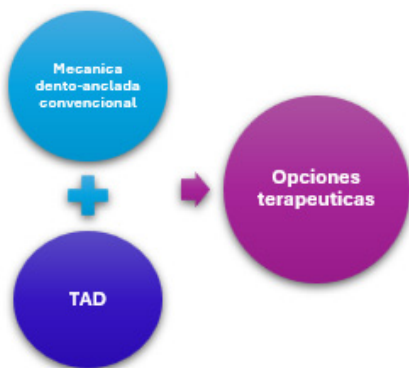 Mecanica
dento-anclada
convencional
TAD
Opciones
terapeuticas